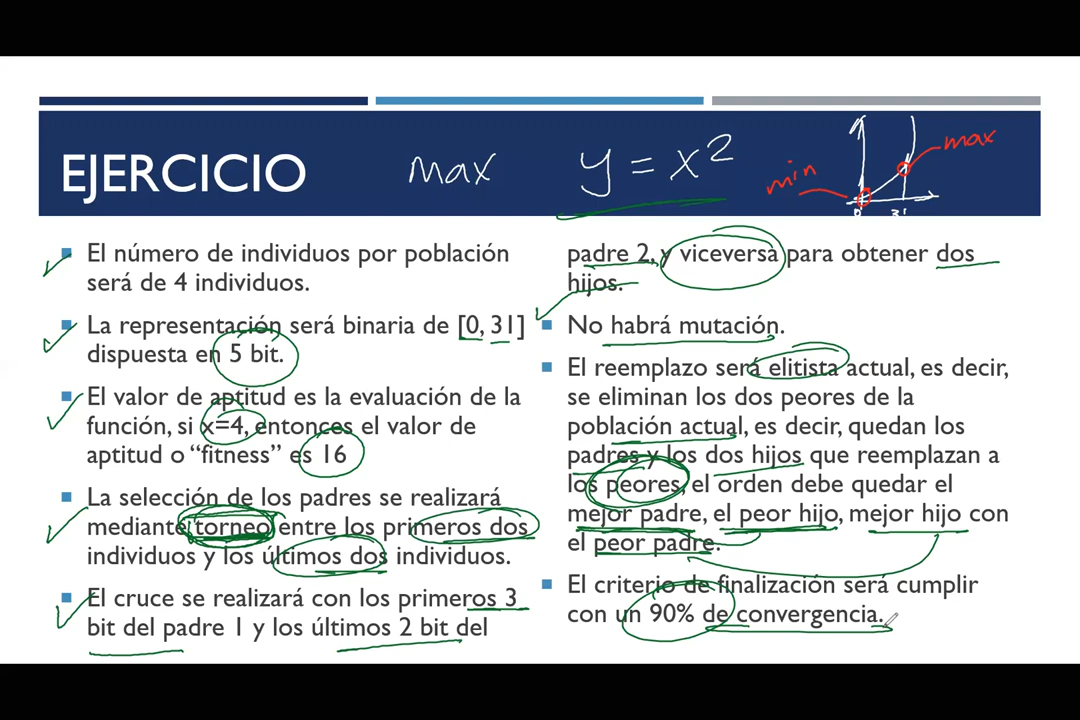 EJERCICIO
max
y = x²
min
max
0
31
El número de individuos por población
será de 4 individuos.
La representación será binaria de [0, 31]
dispuesta en 5 bit.
El valor de aptitud es la evaluación de la
función, si x=4, entonces el valor de
aptitud o “fitness” es 16
La selección de los padres se realizará
mediante torneo entre los primeros dos
individuos y los últimos dos individuos.
El cruce se realizará con los primeros 3
bit del padre 1 y los últimos 2 bit del
padre 2, y viceversa para obtener dos
hijos.
No habrá mutación.
El reemplazo será elitista actual, es decir,
se eliminan los dos peores de la
población actual, es decir, quedan los
padres y los dos hijos que reemplazan a
los peores, el orden debe quedar el
mejor padre, el peor hijo, mejor hijo con
el peor padre.
El criterio de finalización será cumplir
con un 90% de convergencia.